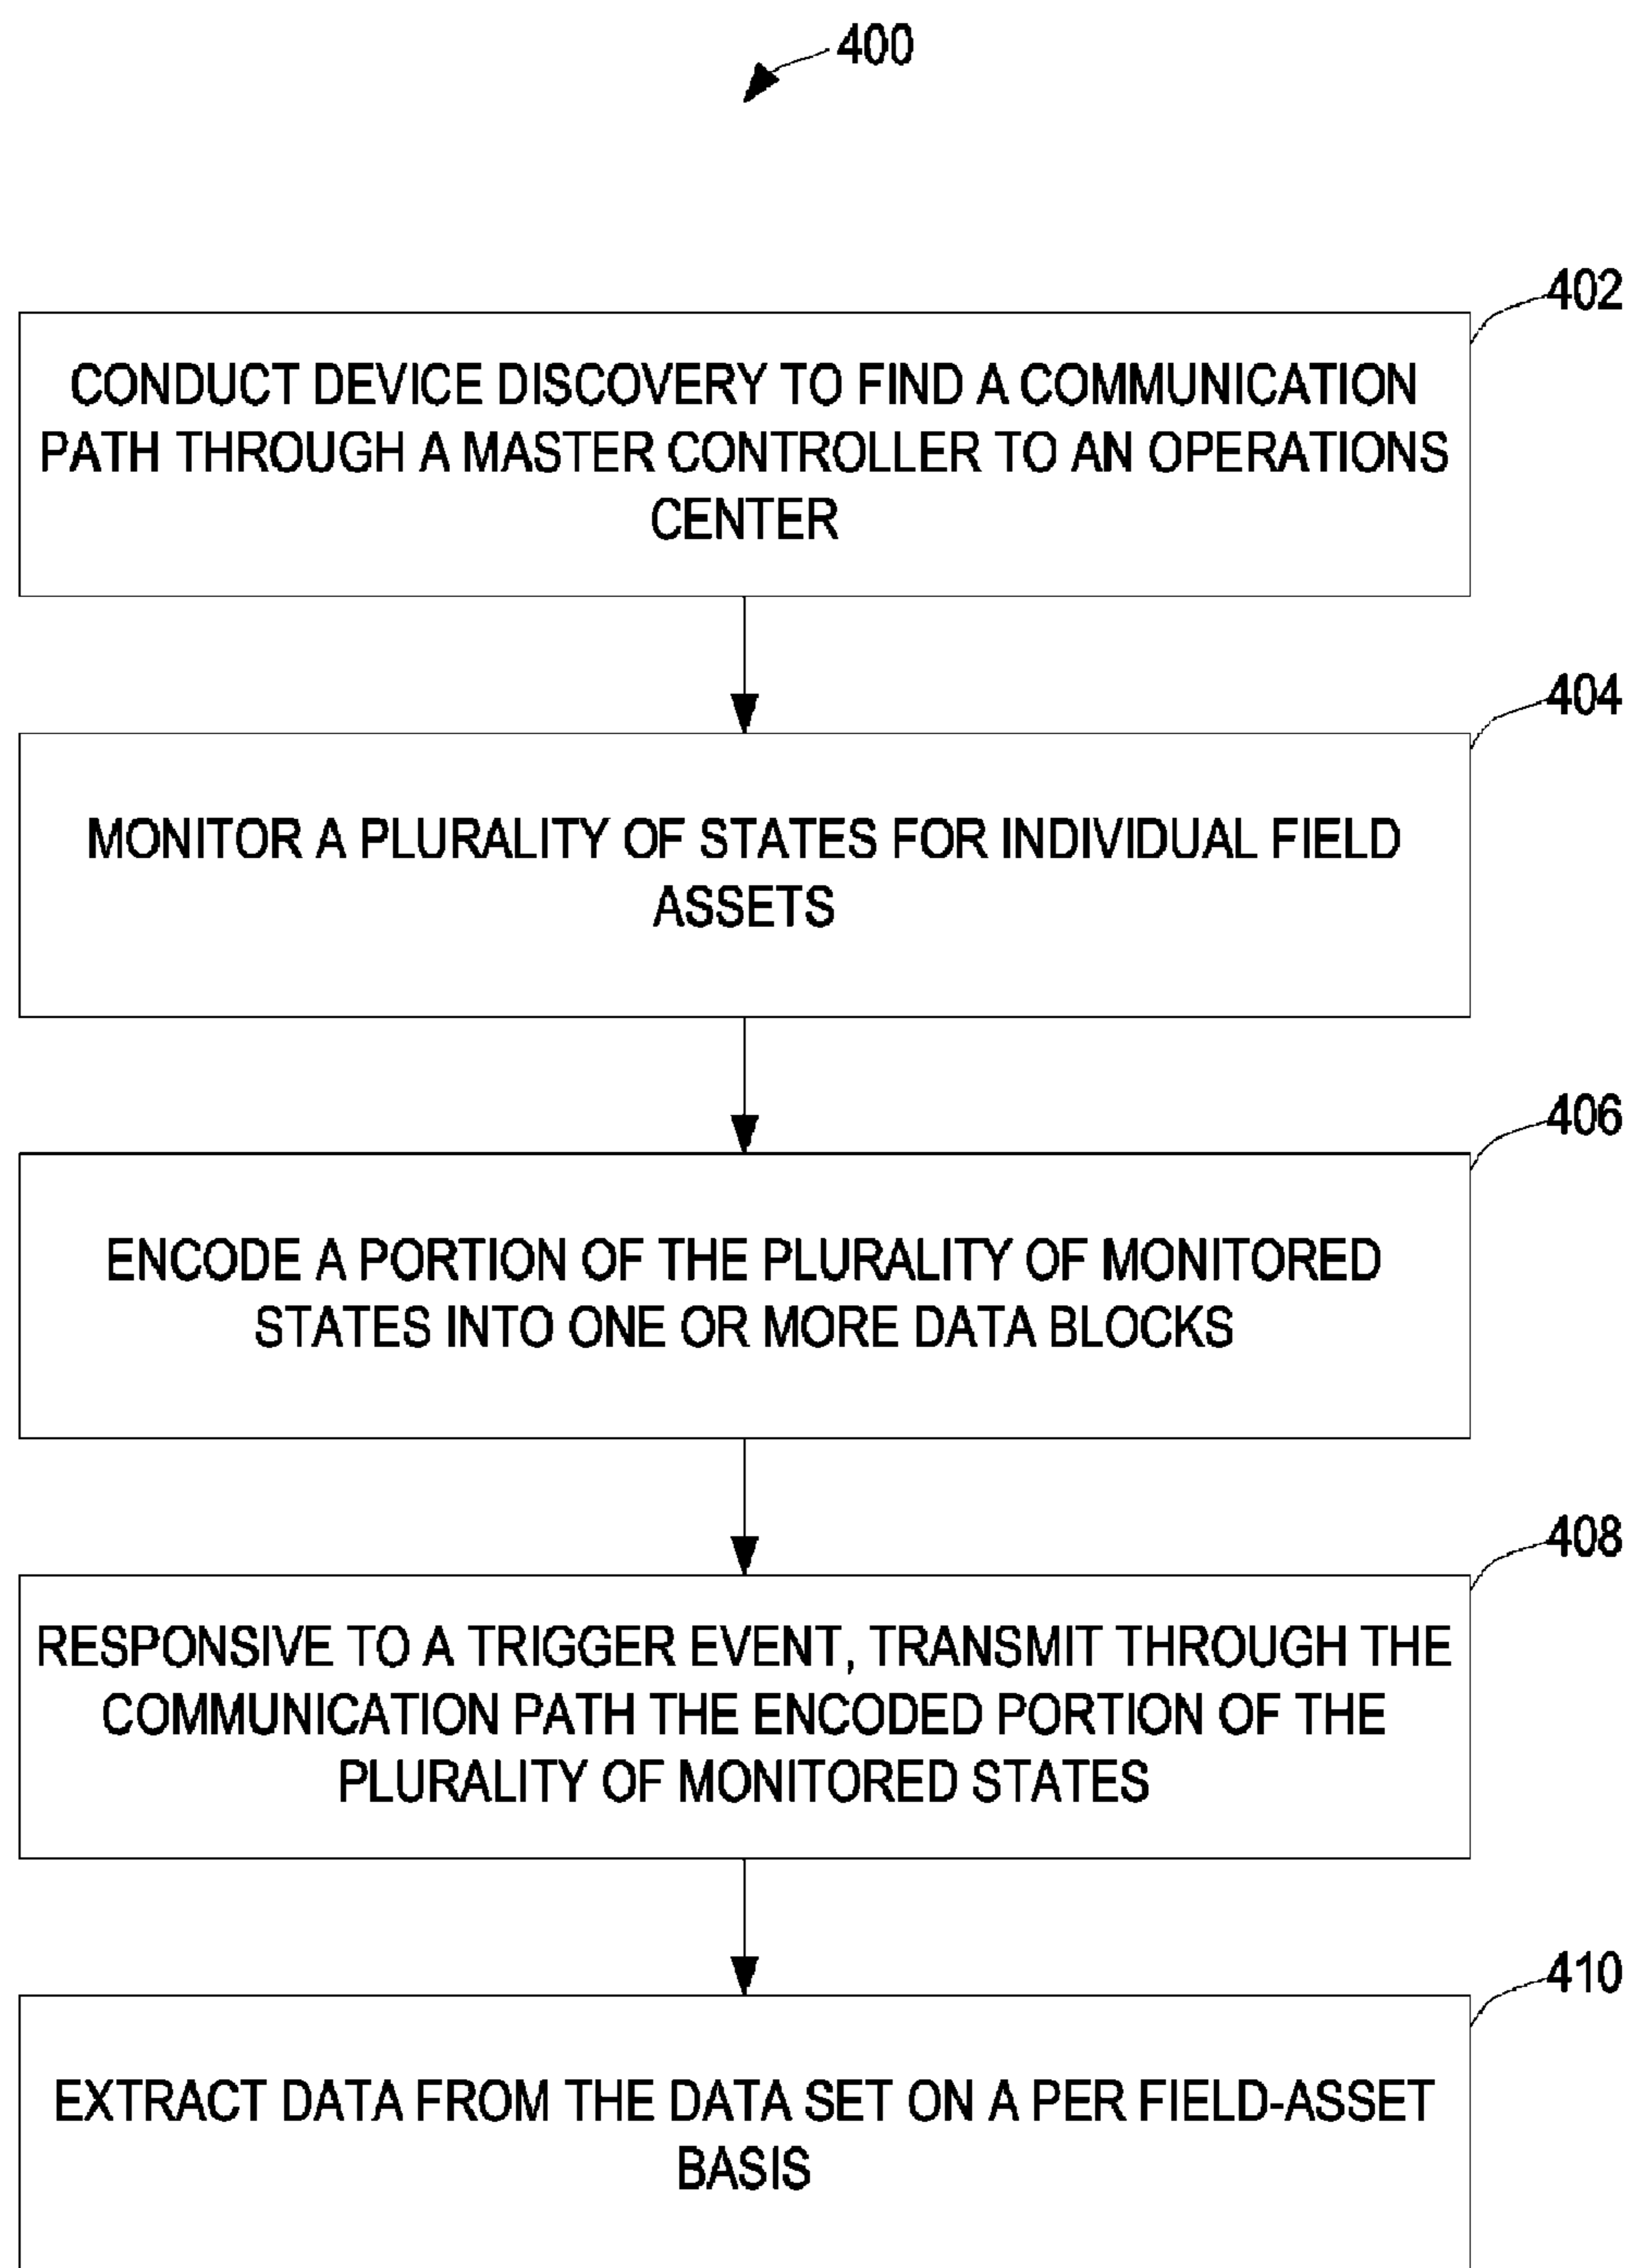 400
402
CONDUCT DEVICE DISCOVERY TO FIND A COMMUNICATION
PATH THROUGH A MASTER CONTROLLER TO AN OPERATIONS
CENTER
404
MONITOR A PLURALITY OF STATES FOR INDIVIDUAL FIELD
ASSETS
406
ENCODE A PORTION OF THE PLURALITY OF MONITORED
STATES INTO ONE OR MORE DATA BLOCKS
408
RESPONSIVE TO A TRIGGER EVENT, TRANSMIT THROUGH THE
COMMUNICATION PATH THE ENCODED PORTION OF THE
PLURALITY OF MONITORED STATES
410
EXTRACT DATA FROM THE DATA SET ON A PER FIELD-ASSET
BASIS